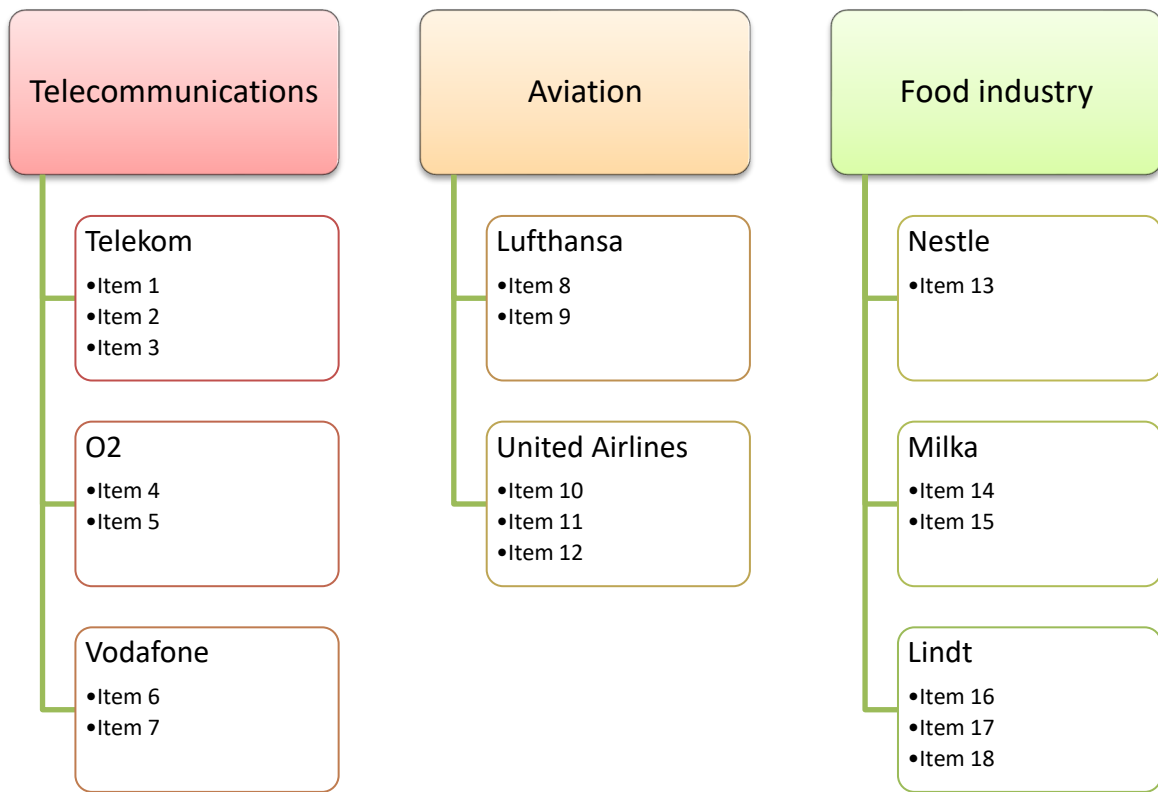 Telecommunications
Telekom
•Item 1
•Item 2
•Item 3
O2
•Item 4
•Item 5
Vodafone
•Item 6
•Item 7
Aviation
Lufthansa
•Item 8
•Item 9
United Airlines
•Item 10
•Item 11
•Item 12
Food industry
Nestle
•Item 13
Milka
•Item 14
•Item 15
Lindt
•Item 16
•Item 17
•Item 18